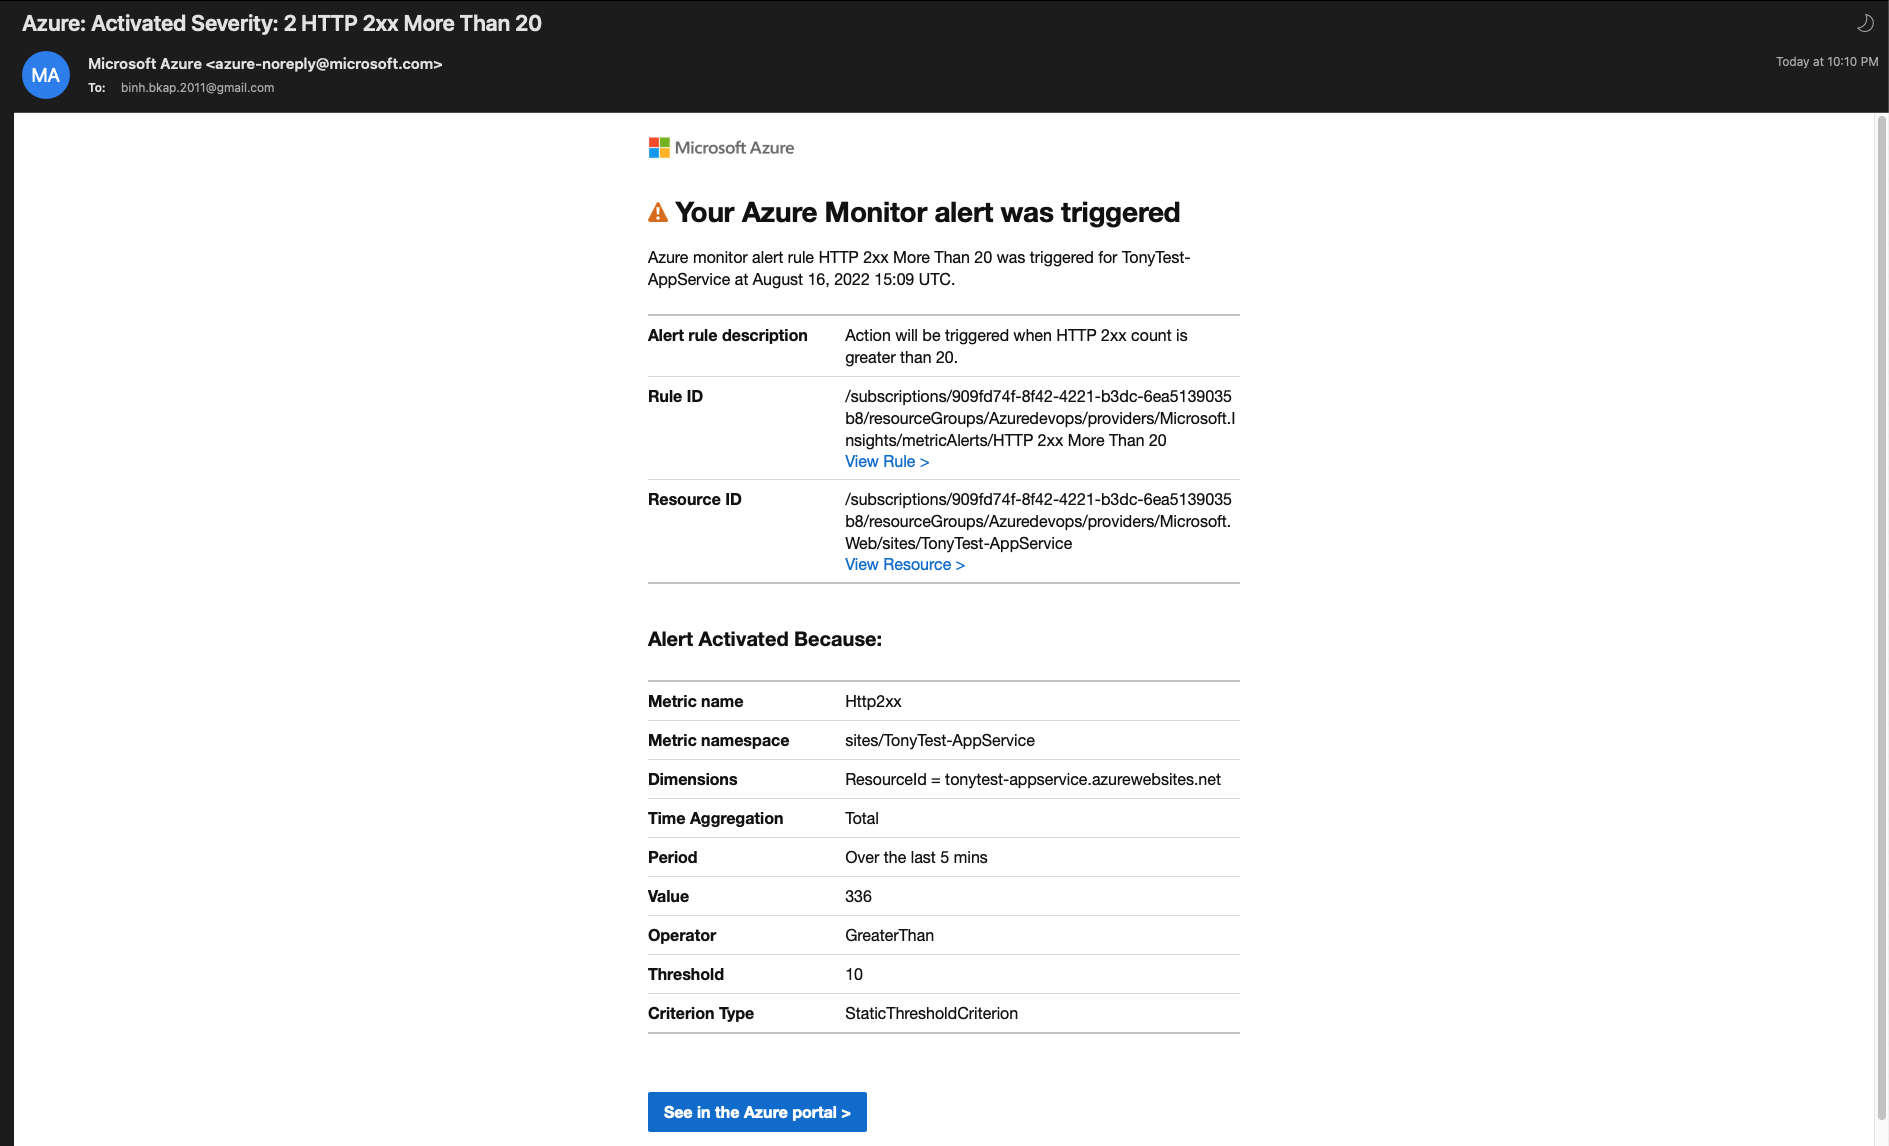 Azure: Activated Severity: 2 HTTP 2xx More Than 20
MA
Microsoft Azure <azure-noreply@microsoft.com>
Today at 10:10 PM
To: binh.bkap.2011@gmail.com
Microsoft Azure
Your Azure Monitor alert was triggered
Azure monitor alert rule HTTP 2xx More Than 20 was triggered for TonyTest-
AppService at August 16, 2022 15:09 UTC.
Alert rule description Action will be triggered when HTTP 2xx count is
greater than 20.
Rule ID /subscriptions/909fd74f-8f42-4221-b3dc-6ea5139035
b8/resourceGroups/Azuredevops/providers/Microsoft.I
nsights/metricAlerts/HTTP 2xx More Than 20
View Rule >
Resource ID /subscriptions/909fd74f-8f42-4221-b3dc-6ea5139035
b8/resourceGroups/Azuredevops/providers/Microsoft.
Web/sites/TonyTest-AppService
View Resource >
Alert Activated Because:
Metric name Http2xx
Metric namespace sites/TonyTest-AppService
Dimensions ResourceId = tonytest-appservice.azurewebsites.net
Time Aggregation Total
Period Over the last 5 mins
Value 336
Operator GreaterThan
Threshold 10
Criterion Type StaticThresholdCriterion
See in the Azure portal >